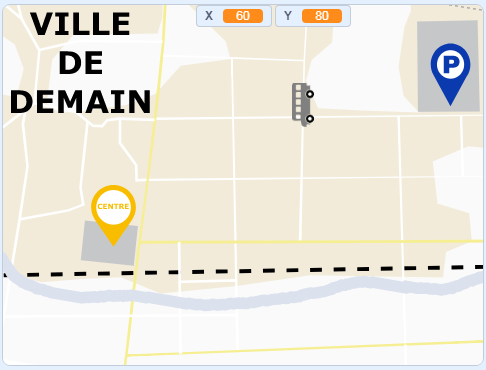 VILLE
DE
DEMAIN
X 60 Y 80
P
CENTRE